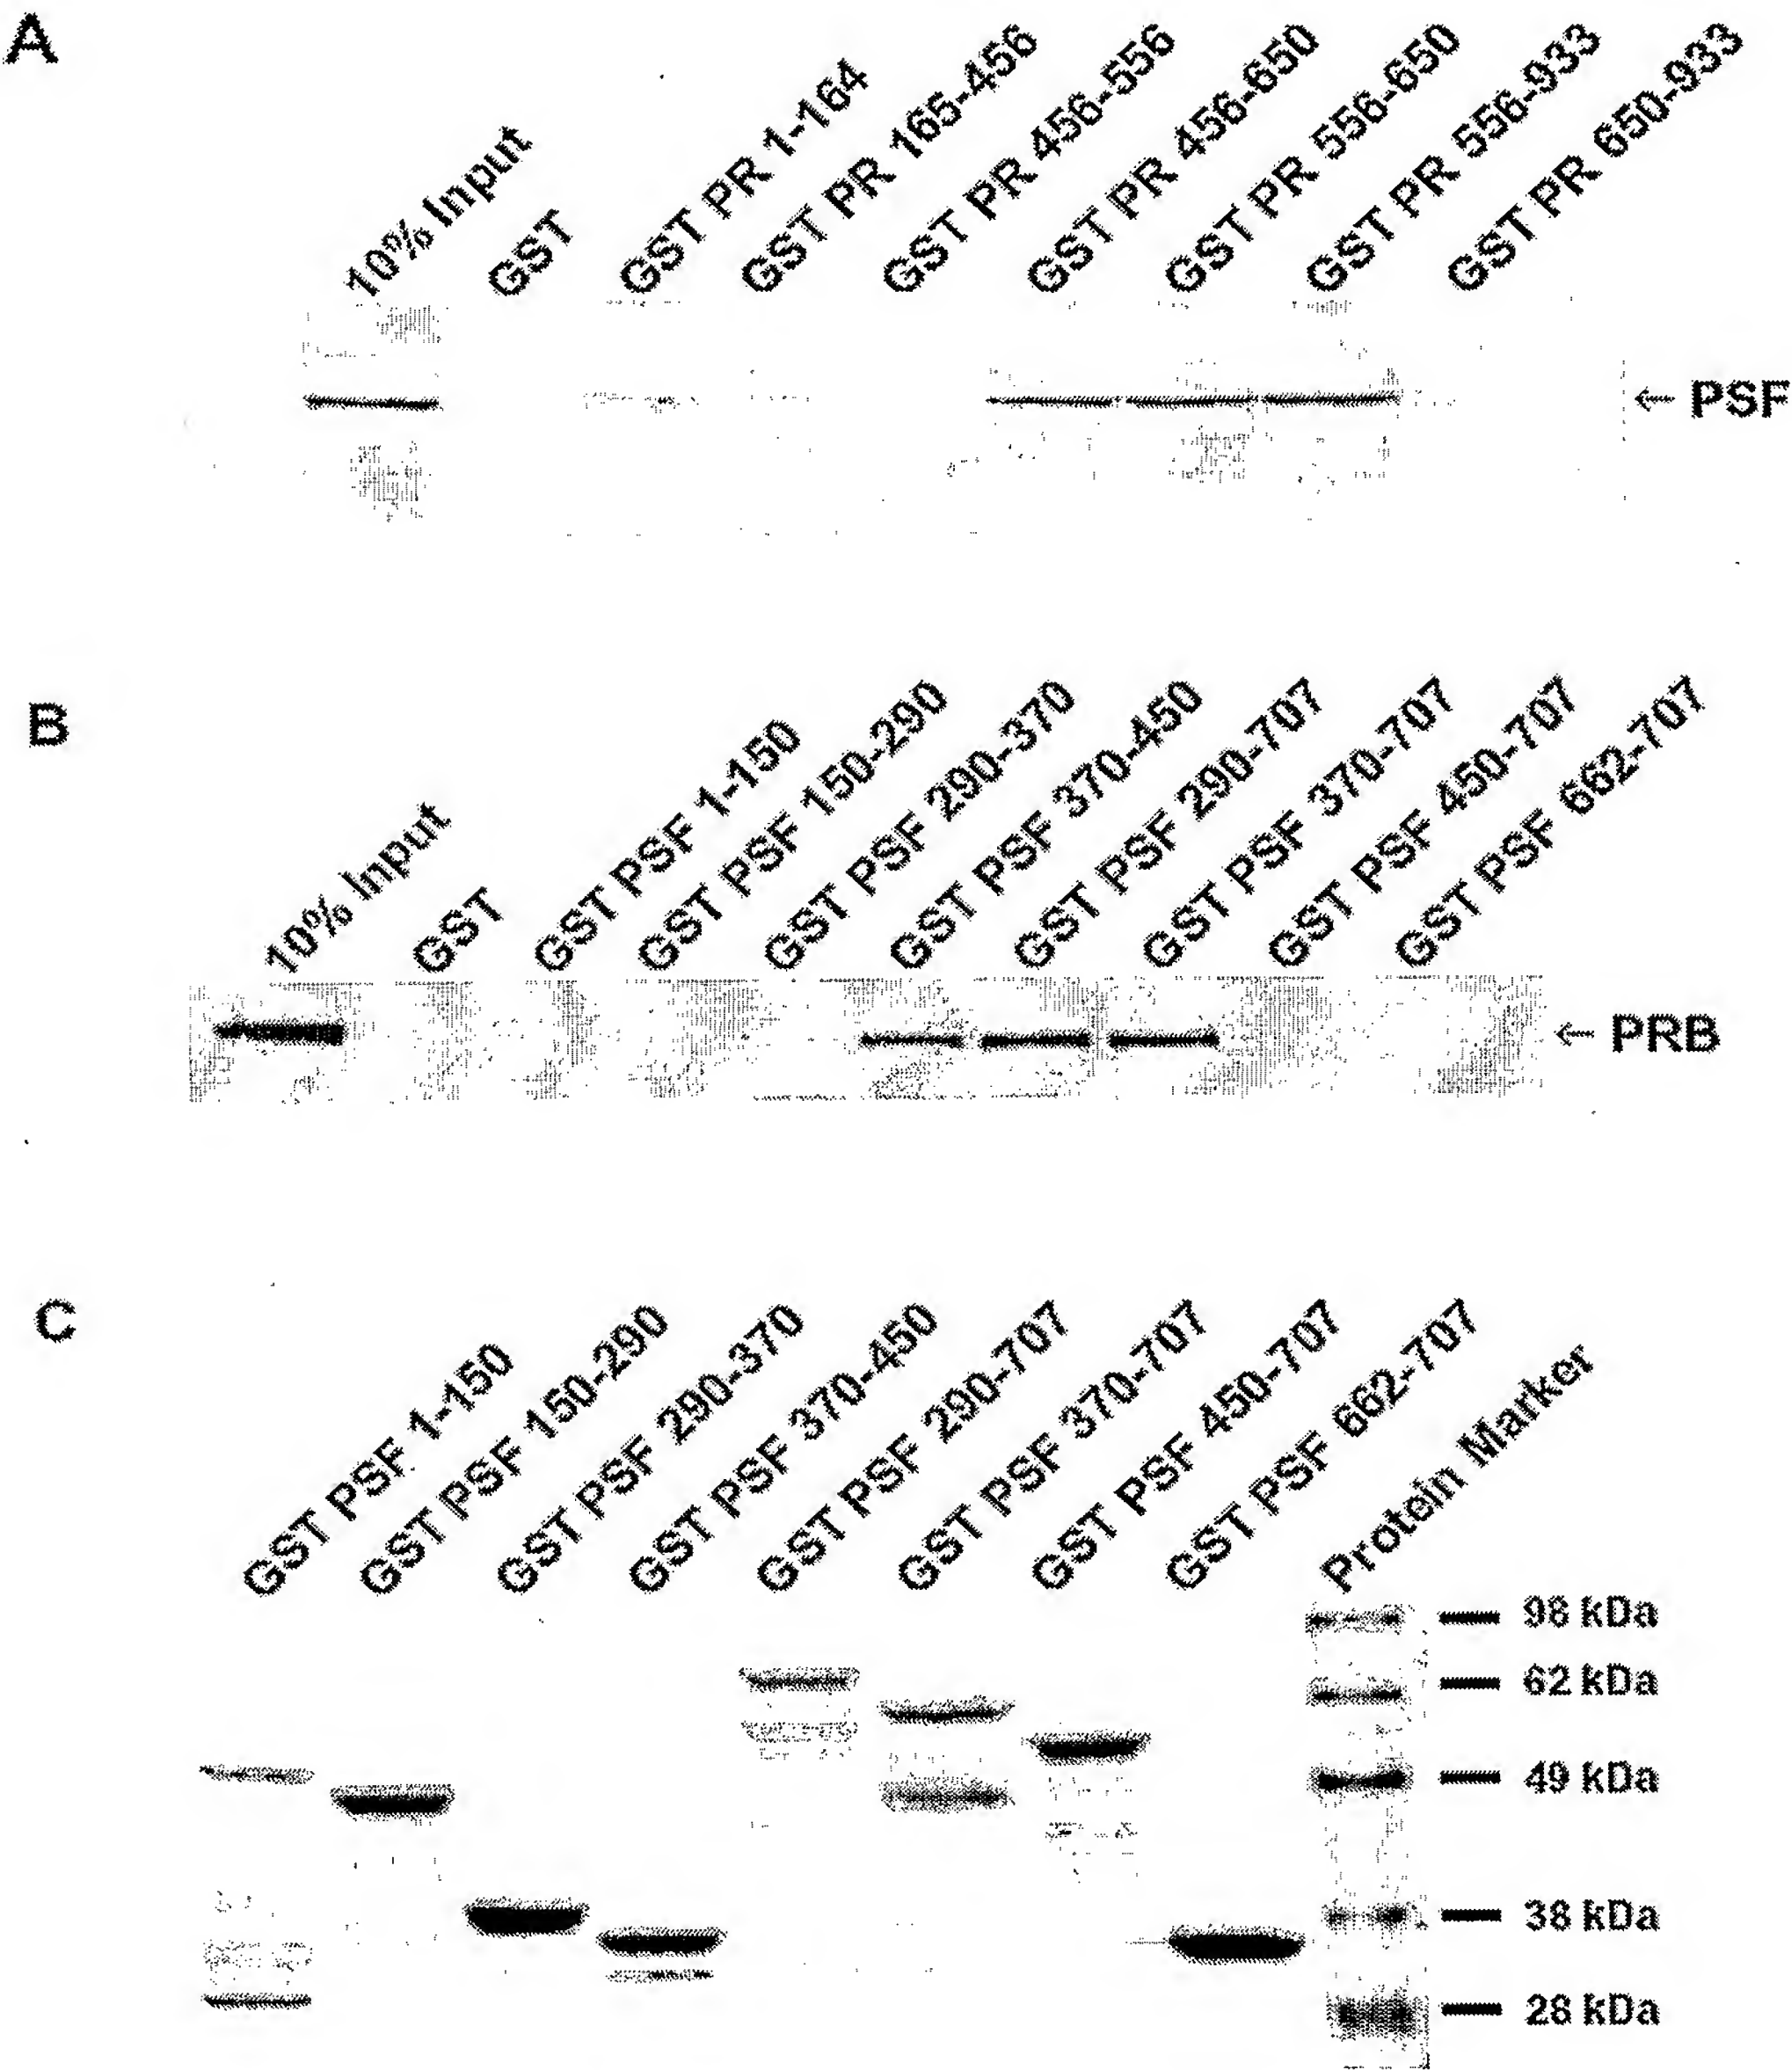 A
10% Input
GST
GST PR 1-164
GST PR 165-456
GST PR 456-556
GST PR 456-650
GST PR 556-650
GST PR 556-933
GST PR 650-933
← PSF
B
10% Input
GST
GST PSF 1-150
GST PSF 150-290
GST PSF 290-370
GST PSF 370-450
GST PSF 290-707
GST PSF 370-707
GST PSF 450-707
GST PSF 662-707
← PRB
C
GST PSF 1-150
GST PSF 150-290
GST PSF 290-370
GST PSF 370-450
GST PSF 290-707
GST PSF 370-707
GST PSF 450-707
GST PSF 662-707
Protein Marker
98 kDa
62 kDa
49 kDa
38 kDa
28 kDa